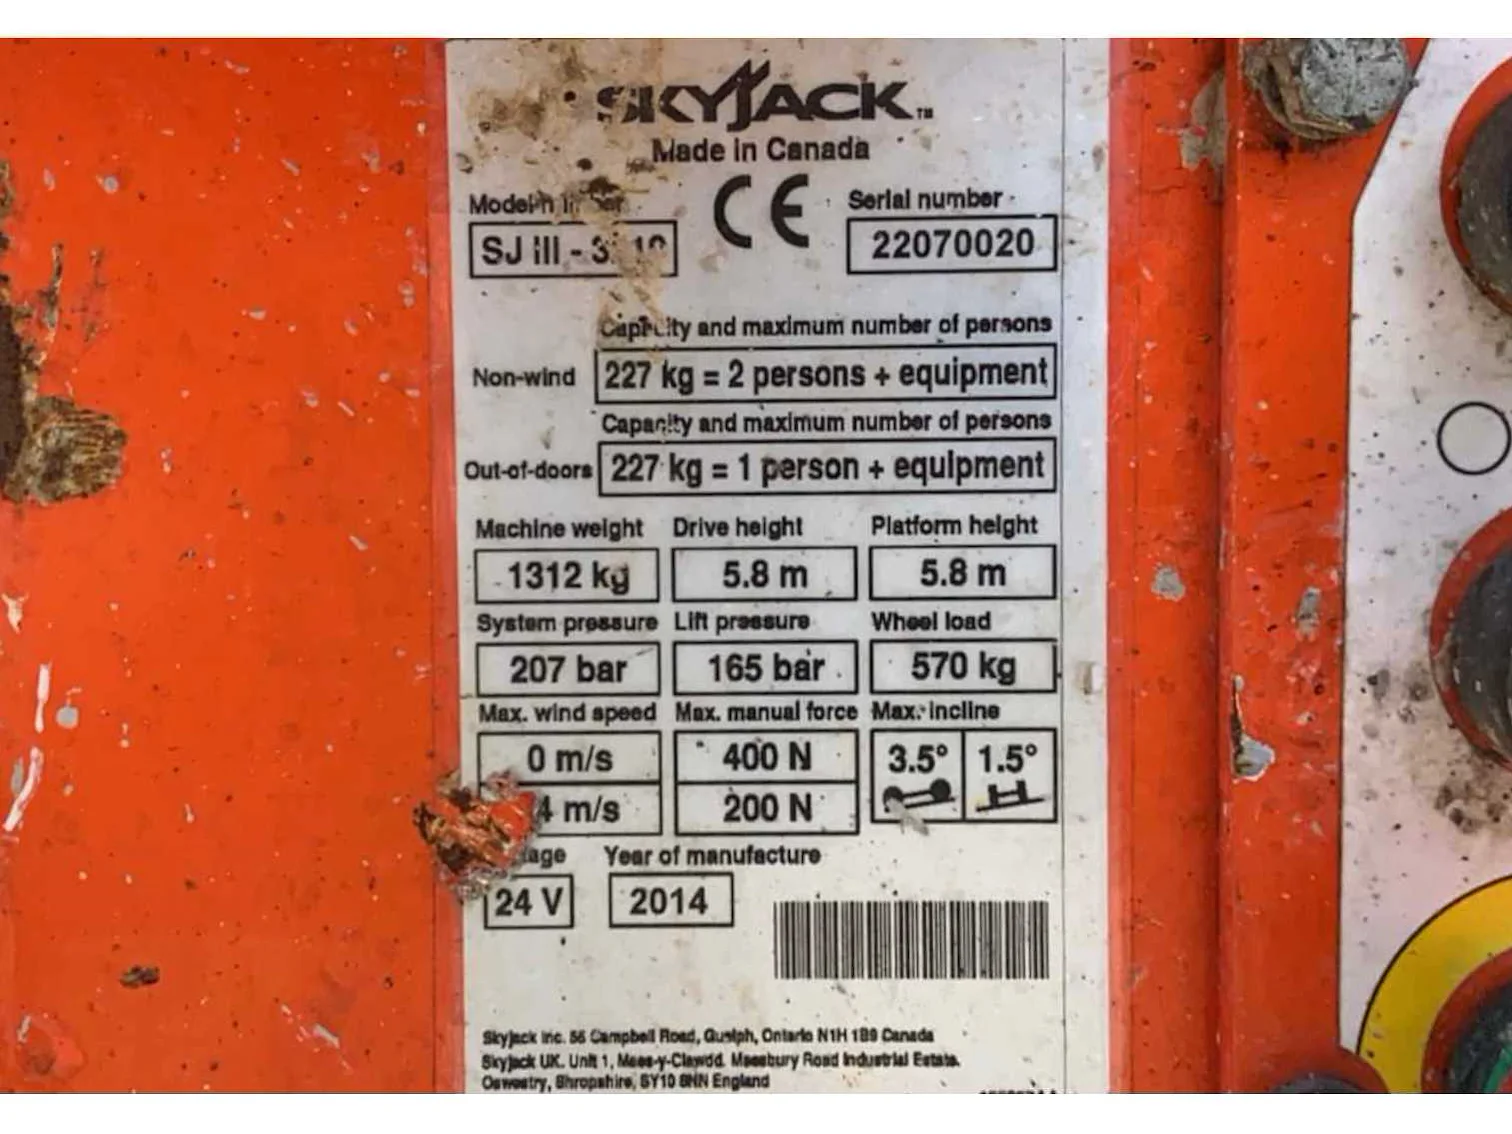 SKYJACK™
Made in Canada
CE
Serial number
SJ III -
22070020
Capacity and maximum number of persons
Non-wind 227 kg = 2 persons + equipment
Capacity and maximum number of persons
Out-of-doors 227 kg = 1 person + equipment
Machine weight Drive height Platform height
1312 kg 5.8 m 5.8 m
System pressure Lift pressure Wheel load
207 bar 165 bar 570 kg
Max. wind speed Max. manual force Max. incline
0 m/s 400 N 3.5° 1.5°
m/s 200 N
Year of manufacture
24 V 2014
Skyjack Inc. 55 Campbell Road, Guelph, Ontario N1H 1B9 Canada
Skyjack UK. Unit 1, Maes-y-Clawdd. Maesbury Road Industrial Estate.
Oswestry, Shropshire, SY10 8NN England